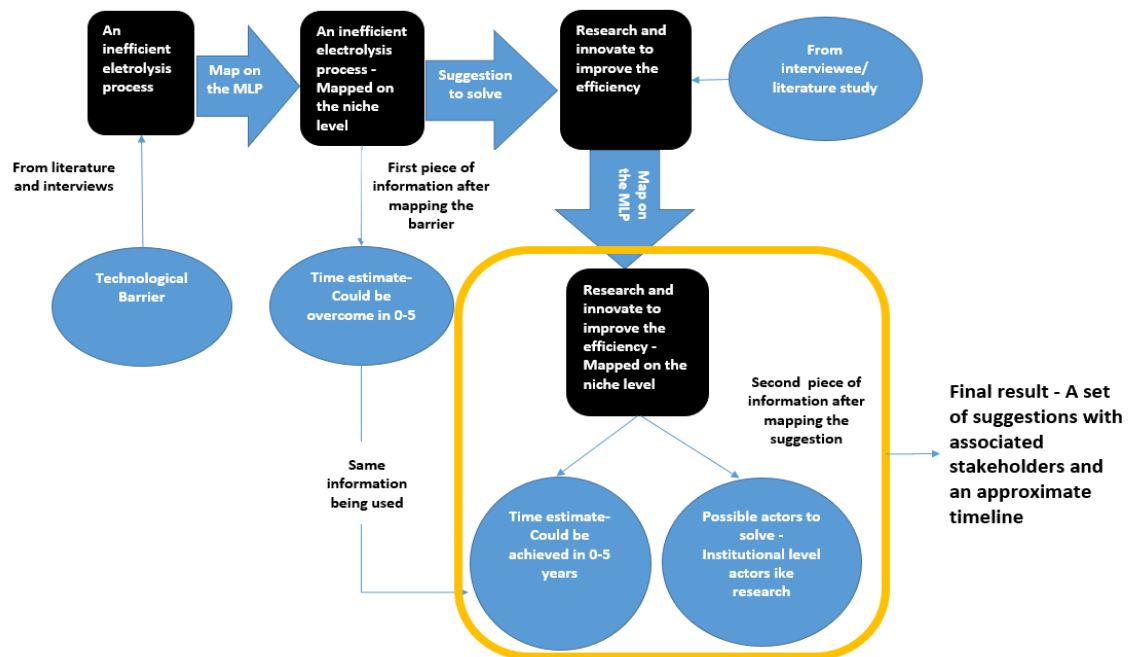 An
inefficient
eletrolysis
process
Map on
the MLP
An inefficient
electrolysis
process -
Mapped on
the niche
level
Suggestion
to solve
Research and
innovate to
improve the
efficiency
From
interviewee/
literature study
From literature
and interviews
First piece of
information after
mapping the
barrier
Map on
the MLP
Technological
Barrier
Time estimate-
Could be
overcome in 0-5
Research and
innovate to
improve the
efficiency -
Mapped on the
niche level
Second piece of
information after
mapping the
suggestion
Same
information
being used
Time estimate-
Could be
achieved in 0-5
years
Possible actors to
solve -
Institutional level
actors ike
research
Final result - A set
of suggestions with
associated
stakeholders and
an approximate
timeline